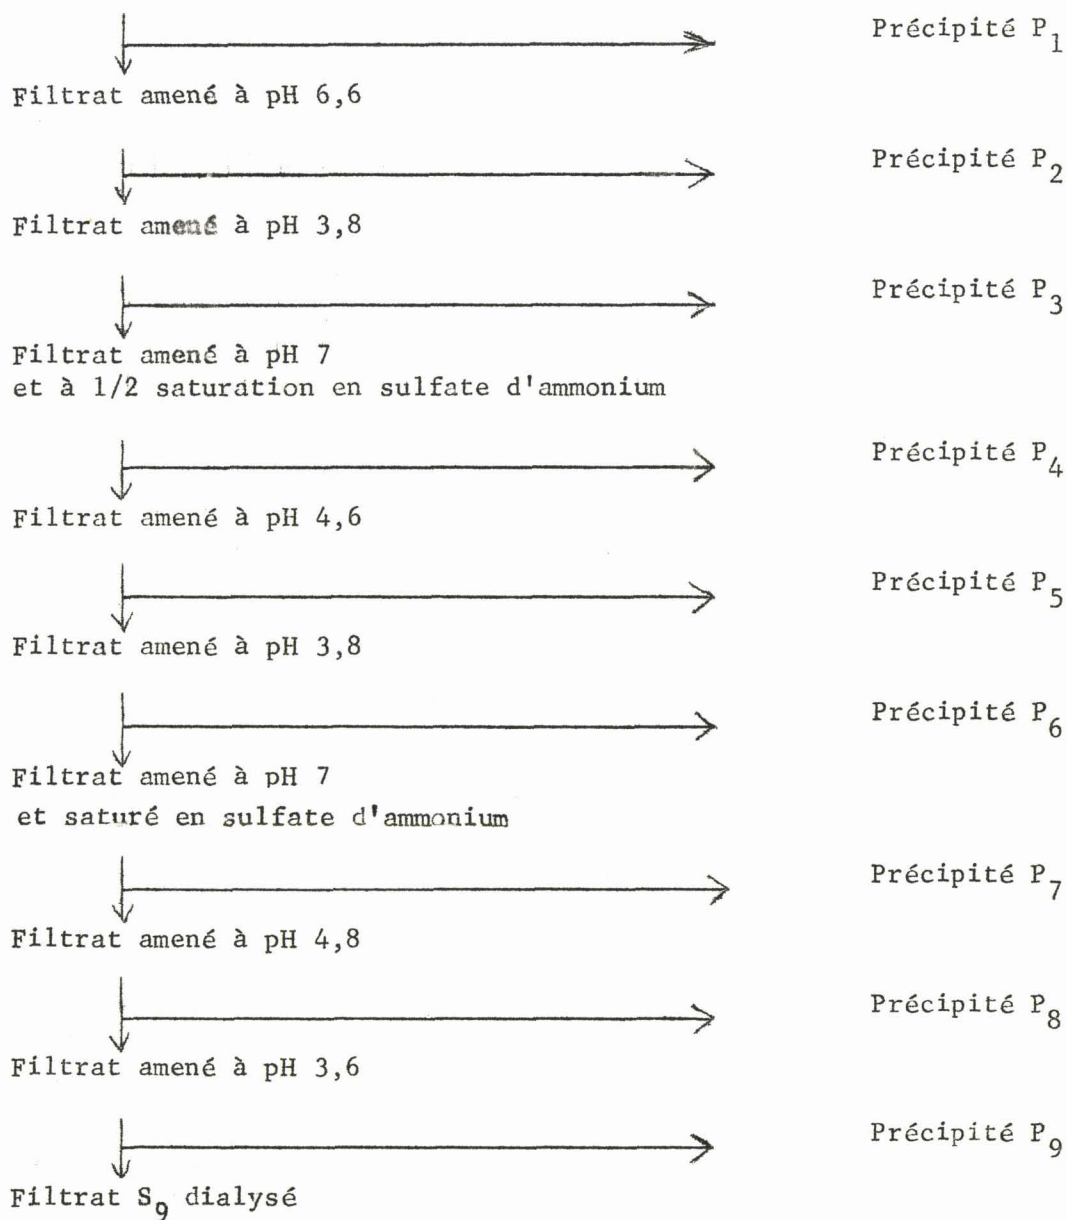 Précipité P1
Filtrat amené à pH 6,6
Précipité P2
Filtrat amené à pH 3,8
Précipité P3
Filtrat amené à pH 7
et à 1/2 saturation en sulfate d'ammonium
Précipité P4
Filtrat amené à pH 4,6
Précipité P5
Filtrat amené à pH 3,8
Précipité P6
Filtrat amené à pH 7
et saturé en sulfate d'ammonium
Précipité P7
Filtrat amené à pH 4,8
Précipité P8
Filtrat amené à pH 3,6
Précipité P9
Filtrat S9 dialysé